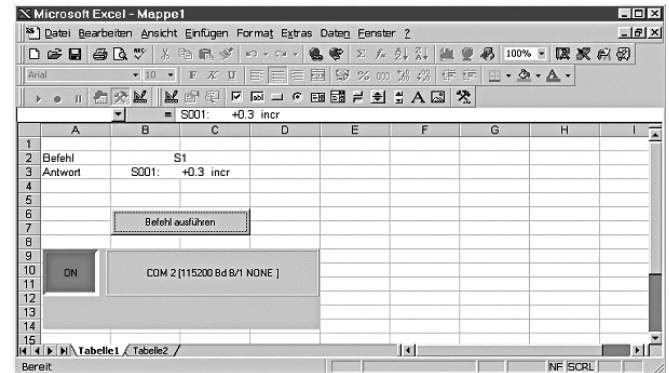 Microsoft Excel - Mappe1
Datei Bearbeiten Ansicht Einfügen Format Extras Daten Fenster ?
100%
Arial 10 F X U % 000
= S001: +0.3 incr
A B C D E F G H I
1
2 Befehl S1
3 Antwort S001: +0.3 incr
4
5
6
Befehl ausführen
7
8
9
10 ON COM 2 [115200 Bd 8/1 NONE ]
11
12
13
14
15
Tabelle1 Tabelle2
Bereit NF SCRL